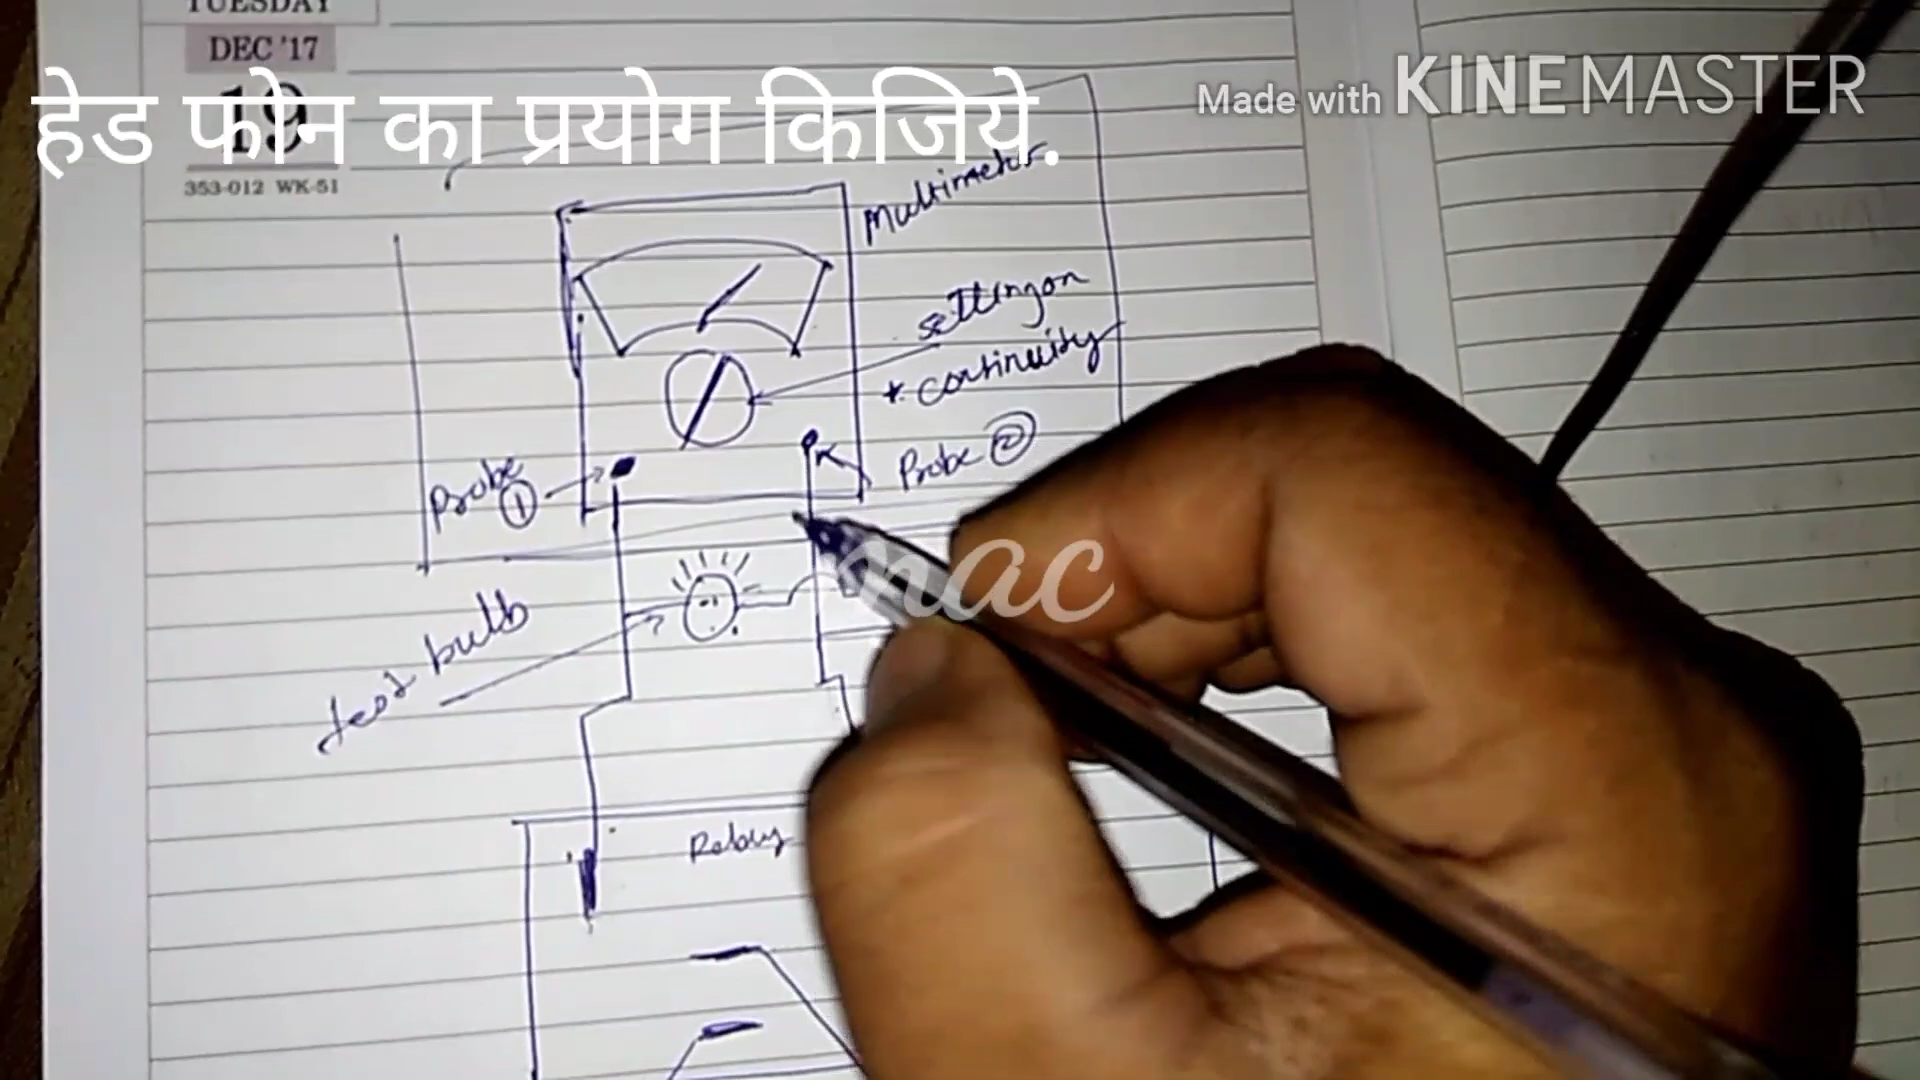 TUESDAY
DEC '17
19
353-012 WK-51
हेड फोन का प्रयोग किजिये.
Made with KINEMASTER
Multimeter
setting on
* continuity
Probe ①
Probe ②
test bulb
mac
Relay